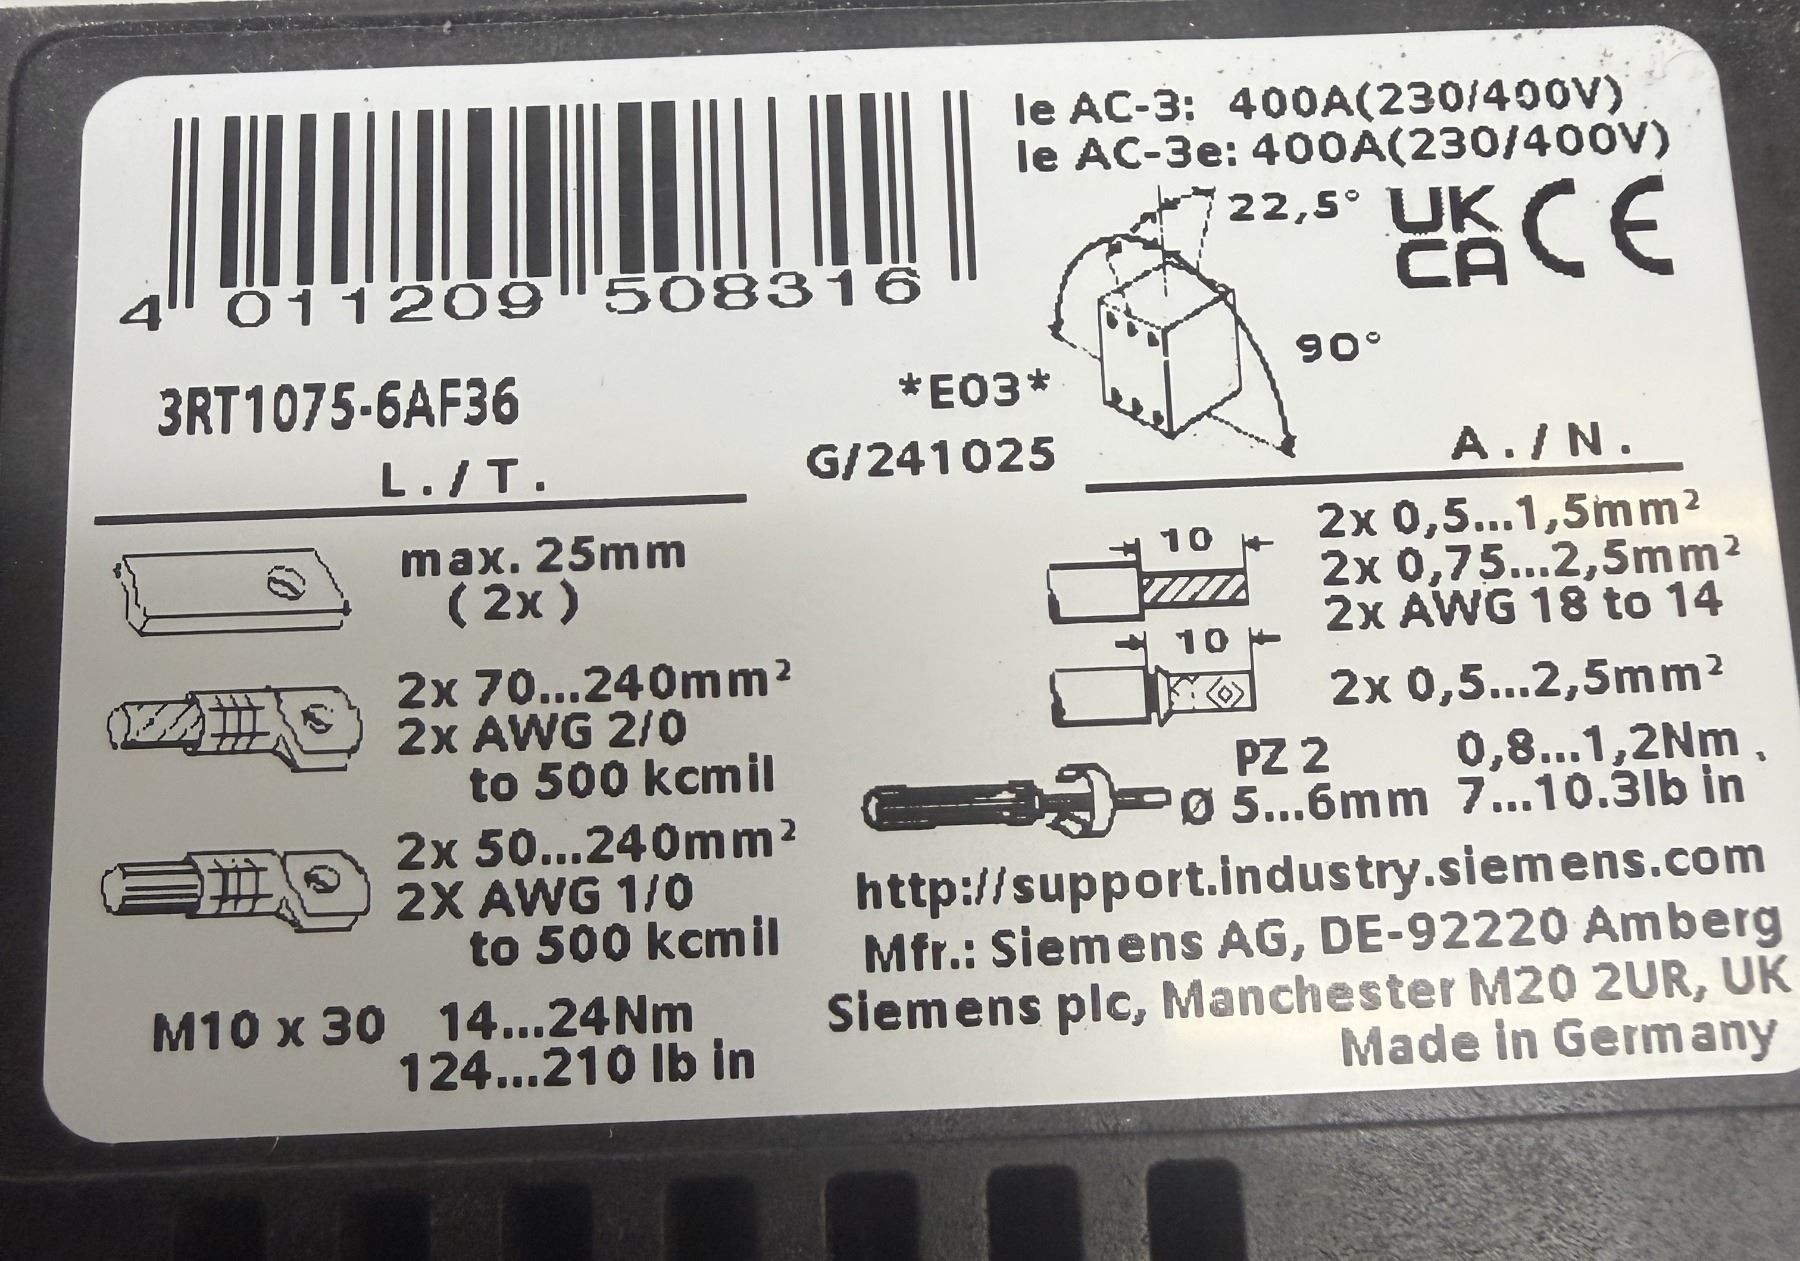 Ie AC-3: 400A(230/400V)
Ie AC-3e: 400A(230/400V)
22,5°
UK
CA
CE
4 011209 508316
90°
3RT1075-6AF36
*E03*
G/241025
L./T.
A./N.
max. 25mm
(2x)
2x 70...240mm²
2x AWG 2/0
to 500 kcmil
2x 50...240mm²
2X AWG 1/0
to 500 kcmil
M10 x 30 14...24Nm
124...210 lb in
10
2x 0,5...1,5mm²
2x 0,75...2,5mm²
2x AWG 18 to 14
10
2x 0,5...2,5mm²
PZ 2 0,8...1,2Nm
Ø 5...6mm 7...10.3lb in
http://support.industry.siemens.com
Mfr.: Siemens AG, DE-92220 Amberg
Siemens plc, Manchester M20 2UR, UK
Made in Germany